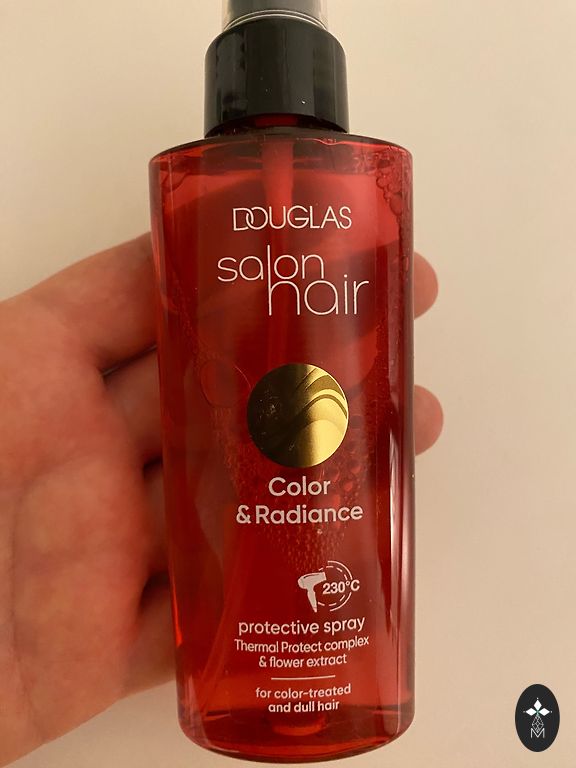 DOUGLAS
salon
hair
Color
& Radiance
230°C
protective spray
Thermal Protect complex
& flower extract
for color-treated
and dull hair
M